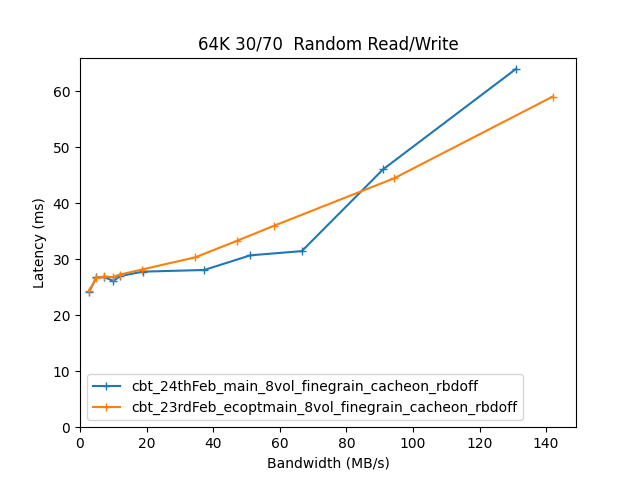 64K 30/70  Random Read/Write
60
50
40
30
20
10
0
Latency (ms)
cbt_24thFeb_main_8vol_finegrain_cacheon_rbdoff
cbt_23rdFeb_ecoptmain_8vol_finegrain_cacheon_rbdoff
0 20 40 60 80 100 120 140
Bandwidth (MB/s)